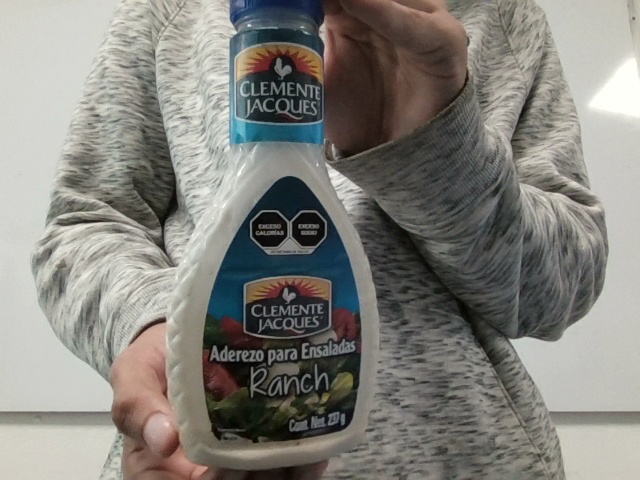 CLEMENTE
JACQUES
EXCESO
CALORÍAS
EXCESO
SODIO
CLEMENTE
JACQUES
Aderezo para Ensaladas
Ranch
Cont. Net. 237 g